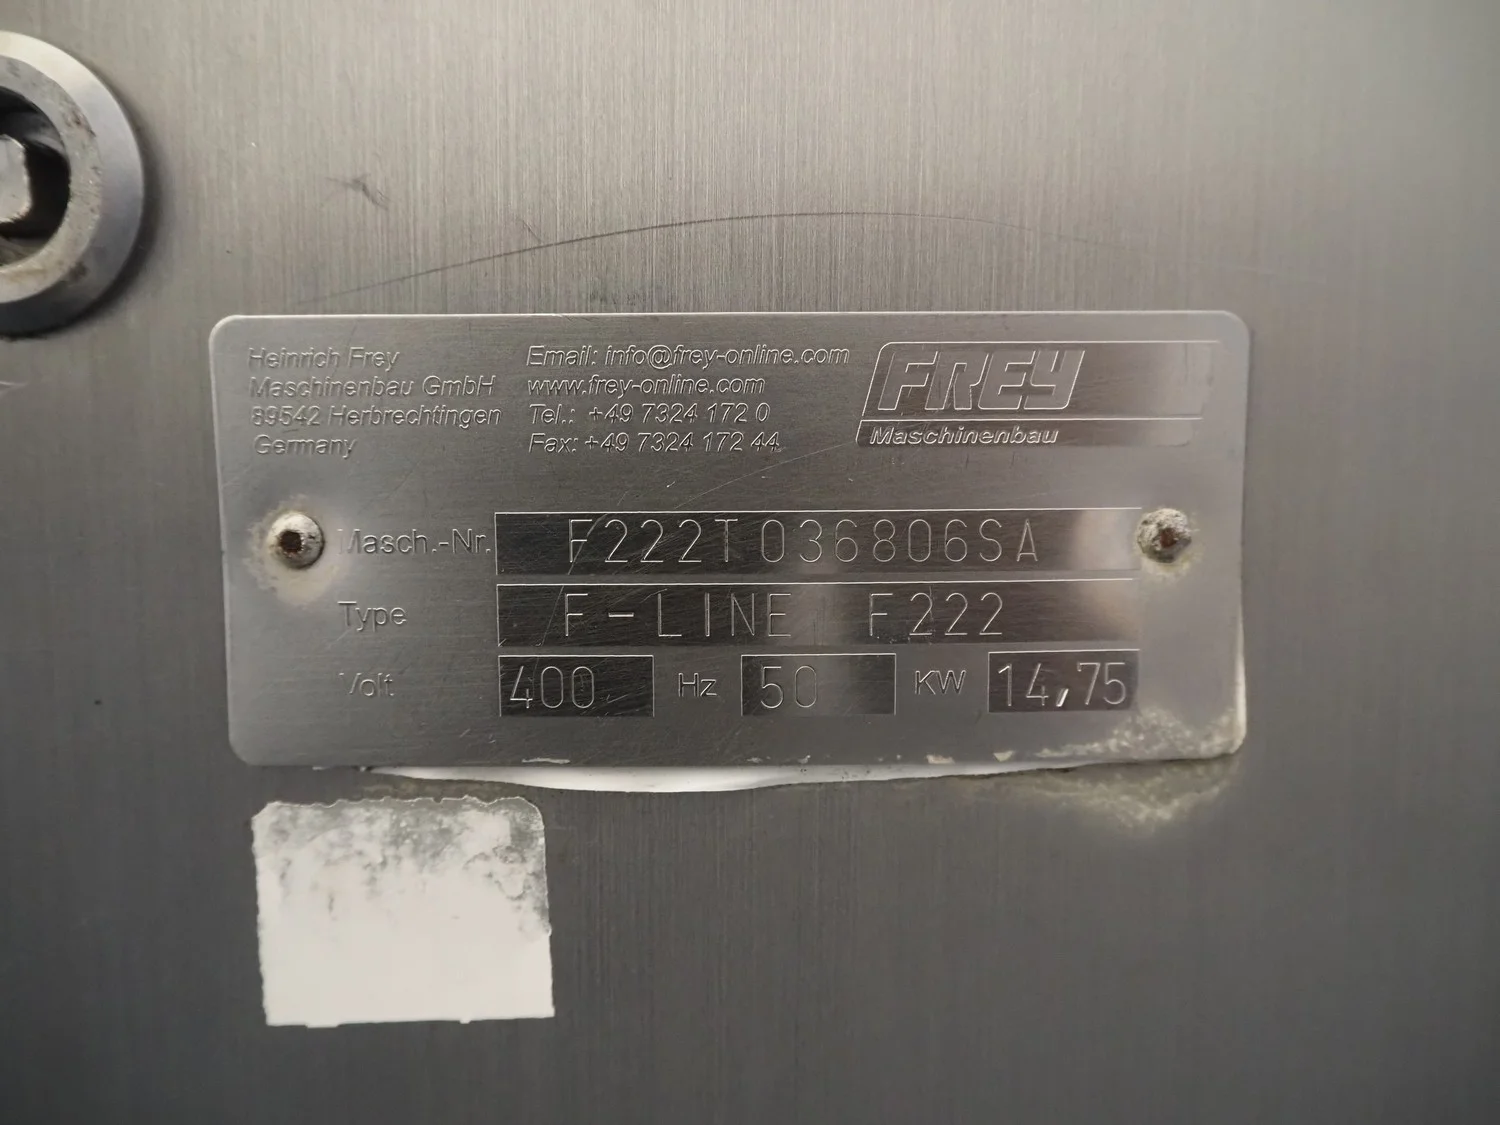 Heinrich Frey
Maschinenbau GmbH
89542 Herbrechtingen
Germany
Email: info@frey-online.com
www.frey-online.com
Tel.: +49 7324 172 0
Fax: +49 7324 172 44
FREY
Maschinenbau
Masch.-Nr. F222T036806SA
Type F-LINE F222
Volt 400 Hz 50 KW 14,75